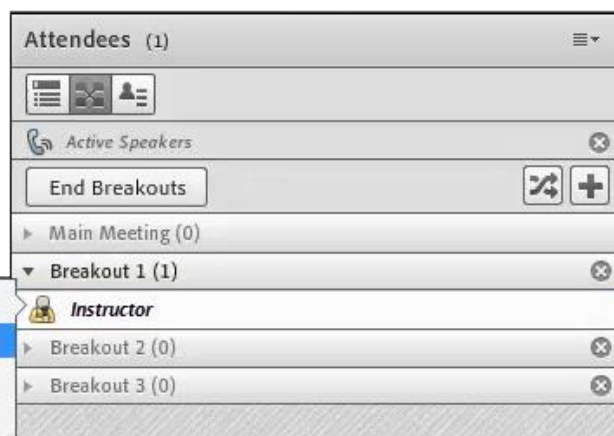 Attendees (1)
Active Speakers
End Breakouts
Main Meeting (0)
Breakout 1 (1)
Instructor
Breakout 2 (0)
Breakout 3 (0)